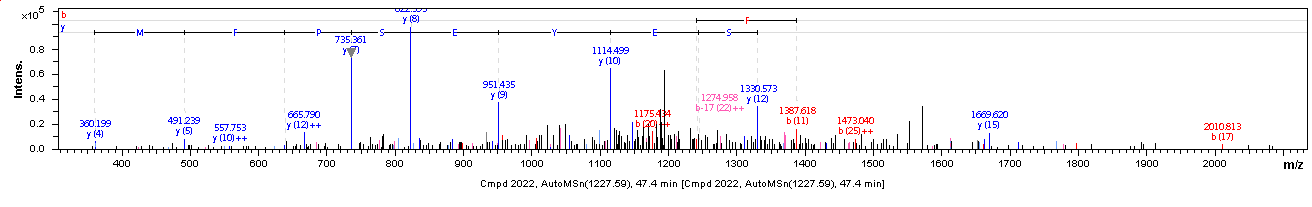 x10⁵
b
y
F
M F P S E Y E S
822.393
y (8)
735.361
y (7)
1114.499
y (10)
951.435
y (9)
1274.958
b-17 (22)++
1330.573
y (12)
360.199
y (4)
491.239
y (5)
557.753
y (10)++
665.790
y (12)++
1175.434
b (20)++
1387.618
b (11)
1473.040
b (25)++
1669.620
y (15)
2010.813
b (17)
Intens.
0.8
0.6
0.4
0.2
0.0
400 500 600 700 800 900 1000 1100 1200 1300 1400 1500 1600 1700 1800 1900 2000
m/z
Cmpd 2022, AutoMSn(1227.59), 47.4 min [Cmpd 2022, AutoMSn(1227.59), 47.4 min]